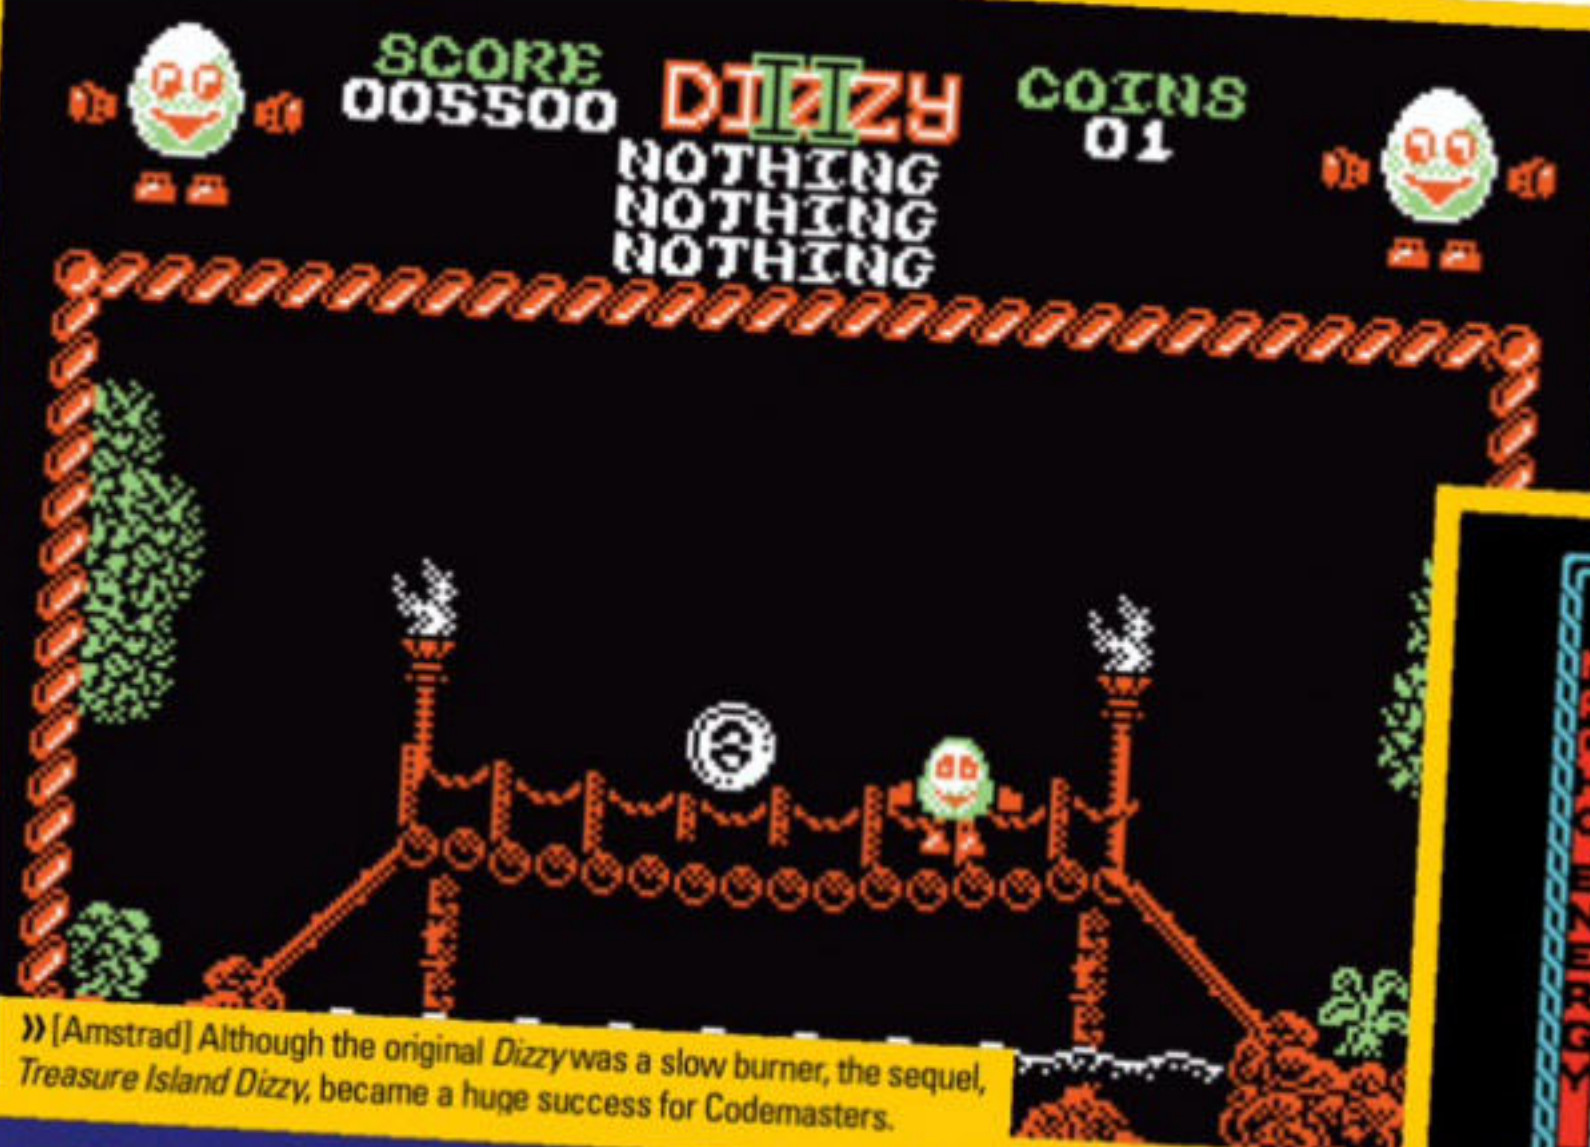 SCORE
005500
DIZZY
II
COINS
01
NOTHING
NOTHING
NOTHING
» [Amstrad] Although the original Dizzy was a slow burner, the sequel,
Treasure Island Dizzy, became a huge success for Codemasters.